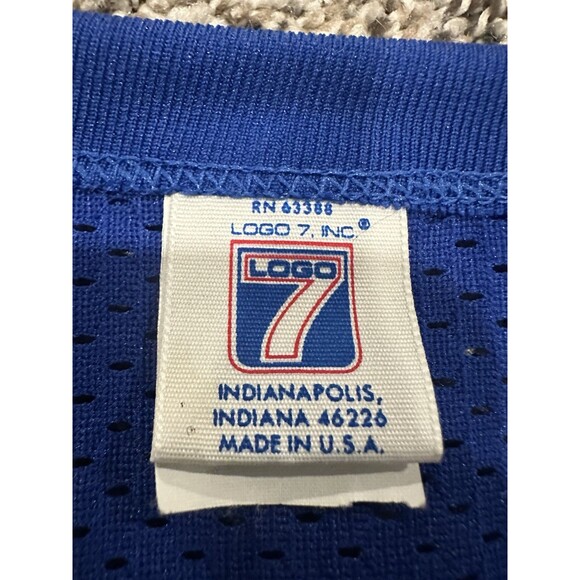 RN 63388
LOGO 7, INC.®
LOGO
7
INDIANAPOLIS,
INDIANA 46226
MADE IN U.S.A.